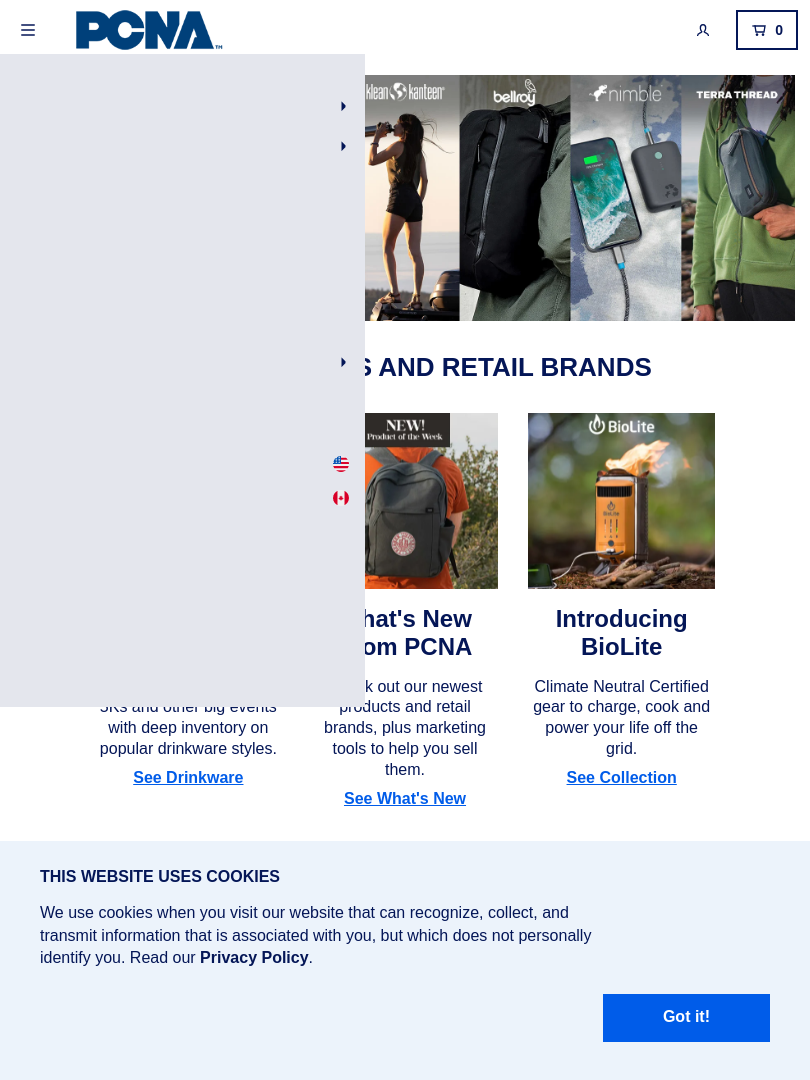 PCNA™
0
klean kanteen®
bellroy
nimble
TERRA THREAD
S AND RETAIL BRANDS
NEW!
Product of the Week
BioLite
BioLite
hat's New
om PCNA
Introducing
BioLite
5Ks and other big events
with deep inventory on
popular drinkware styles.
See Drinkware
k out our newest
products and retail
brands, plus marketing
tools to help you sell
them.
See What's New
Climate Neutral Certified
gear to charge, cook and
power your life off the
grid.
See Collection
THIS WEBSITE USES COOKIES
We use cookies when you visit our website that can recognize, collect, and
transmit information that is associated with you, but which does not personally
identify you. Read our Privacy Policy.
Got it!